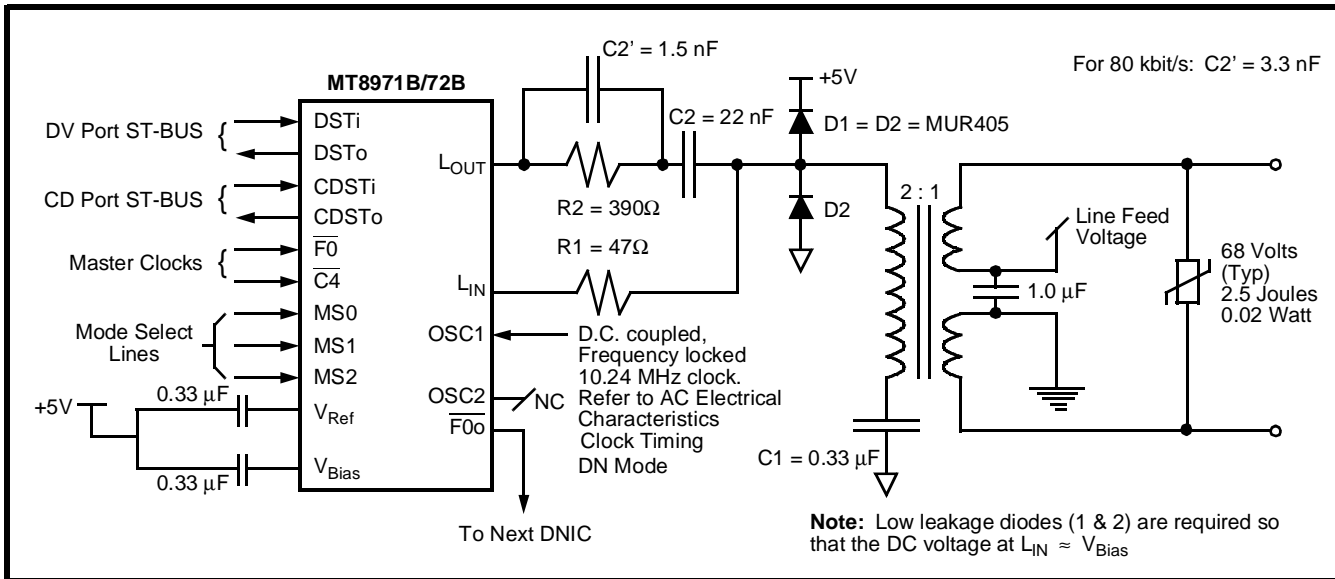 C2' = 1.5 nF
For 80 kbit/s: C2' = 3.3 nF
MT8971B/72B
+5V
DV Port ST-BUS {
DSTi
DSTo
C2 = 22 nF
D1 = D2 = MUR405
LOUT
CD Port ST-BUS {
CDSTi
CDSTo
R2 = 390Ω
D2
2 : 1
Line Feed
Voltage
Master Clocks {
F0
C4
R1 = 47Ω
LIN
68 Volts
(Typ)
2.5 Joules
0.02 Watt
1.0 μF
Mode Select
Lines
MS0
MS1
MS2
OSC1
D.C. coupled,
Frequency locked
10.24 MHz clock.
Refer to AC Electrical
Characteristics
Clock Timing
DN Mode
OSC2
NC
F0o
+5V
0.33 μF
VRef
0.33 μF
VBias
C1 = 0.33 μF
To Next DNIC
Note: Low leakage diodes (1 & 2) are required so
that the DC voltage at LIN ≈ VBias